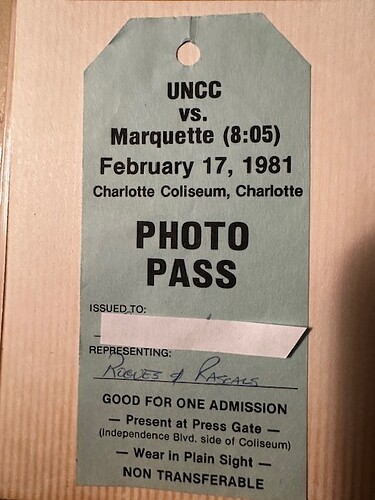 UNCC
vs.
Marquette (8:05)
February 17, 1981
Charlotte Coliseum, Charlotte
PHOTO
PASS
ISSUED TO:
REPRESENTING:
Rogues & Rascals
GOOD FOR ONE ADMISSION
— Present at Press Gate —
(Independence Blvd. side of Coliseum)
— Wear in Plain Sight —
NON TRANSFERABLE